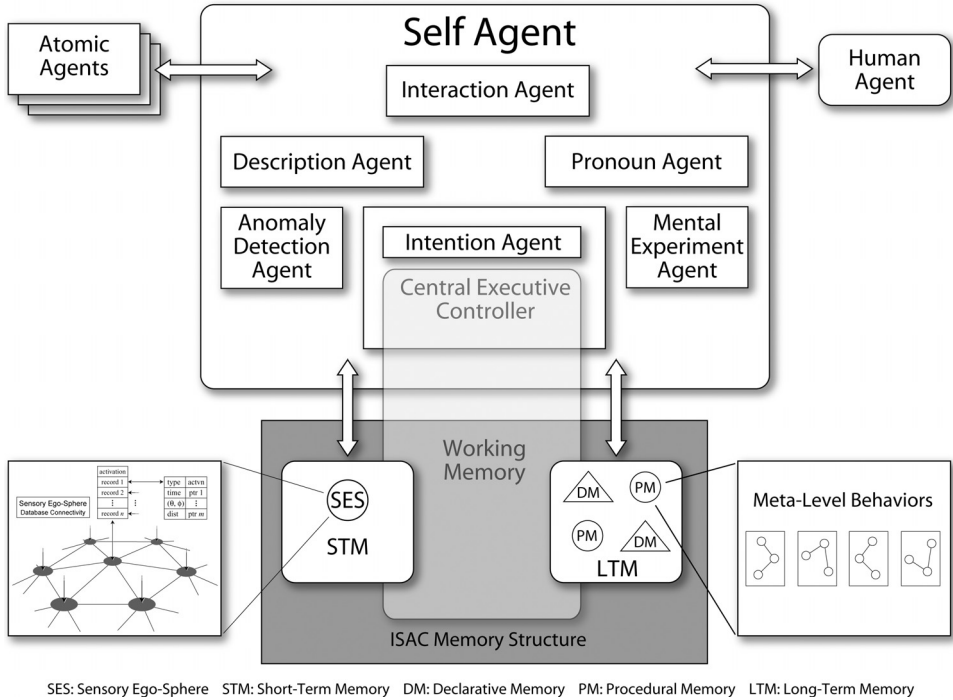 Self Agent
Atomic
Agents
Human
Agent
Interaction Agent
Description Agent
Pronoun Agent
Anomaly
Detection
Agent
Intention Agent
Mental
Experiment
Agent
Central Executive
Controller
Working
Memory
activation
record 1
record 2
⋮
record n
⋮
type actvn
time ptr 1
(θ, ϕ) ⋮
dist ptr m
Sensory Ego-Sphere
Database Connectivity
SES
STM
DM
PM
PM
DM
LTM
Meta-Level Behaviors
ISAC Memory Structure
SES: Sensory Ego-Sphere STM: Short-Term Memory DM: Declarative Memory PM: Procedural Memory LTM: Long-Term Memory